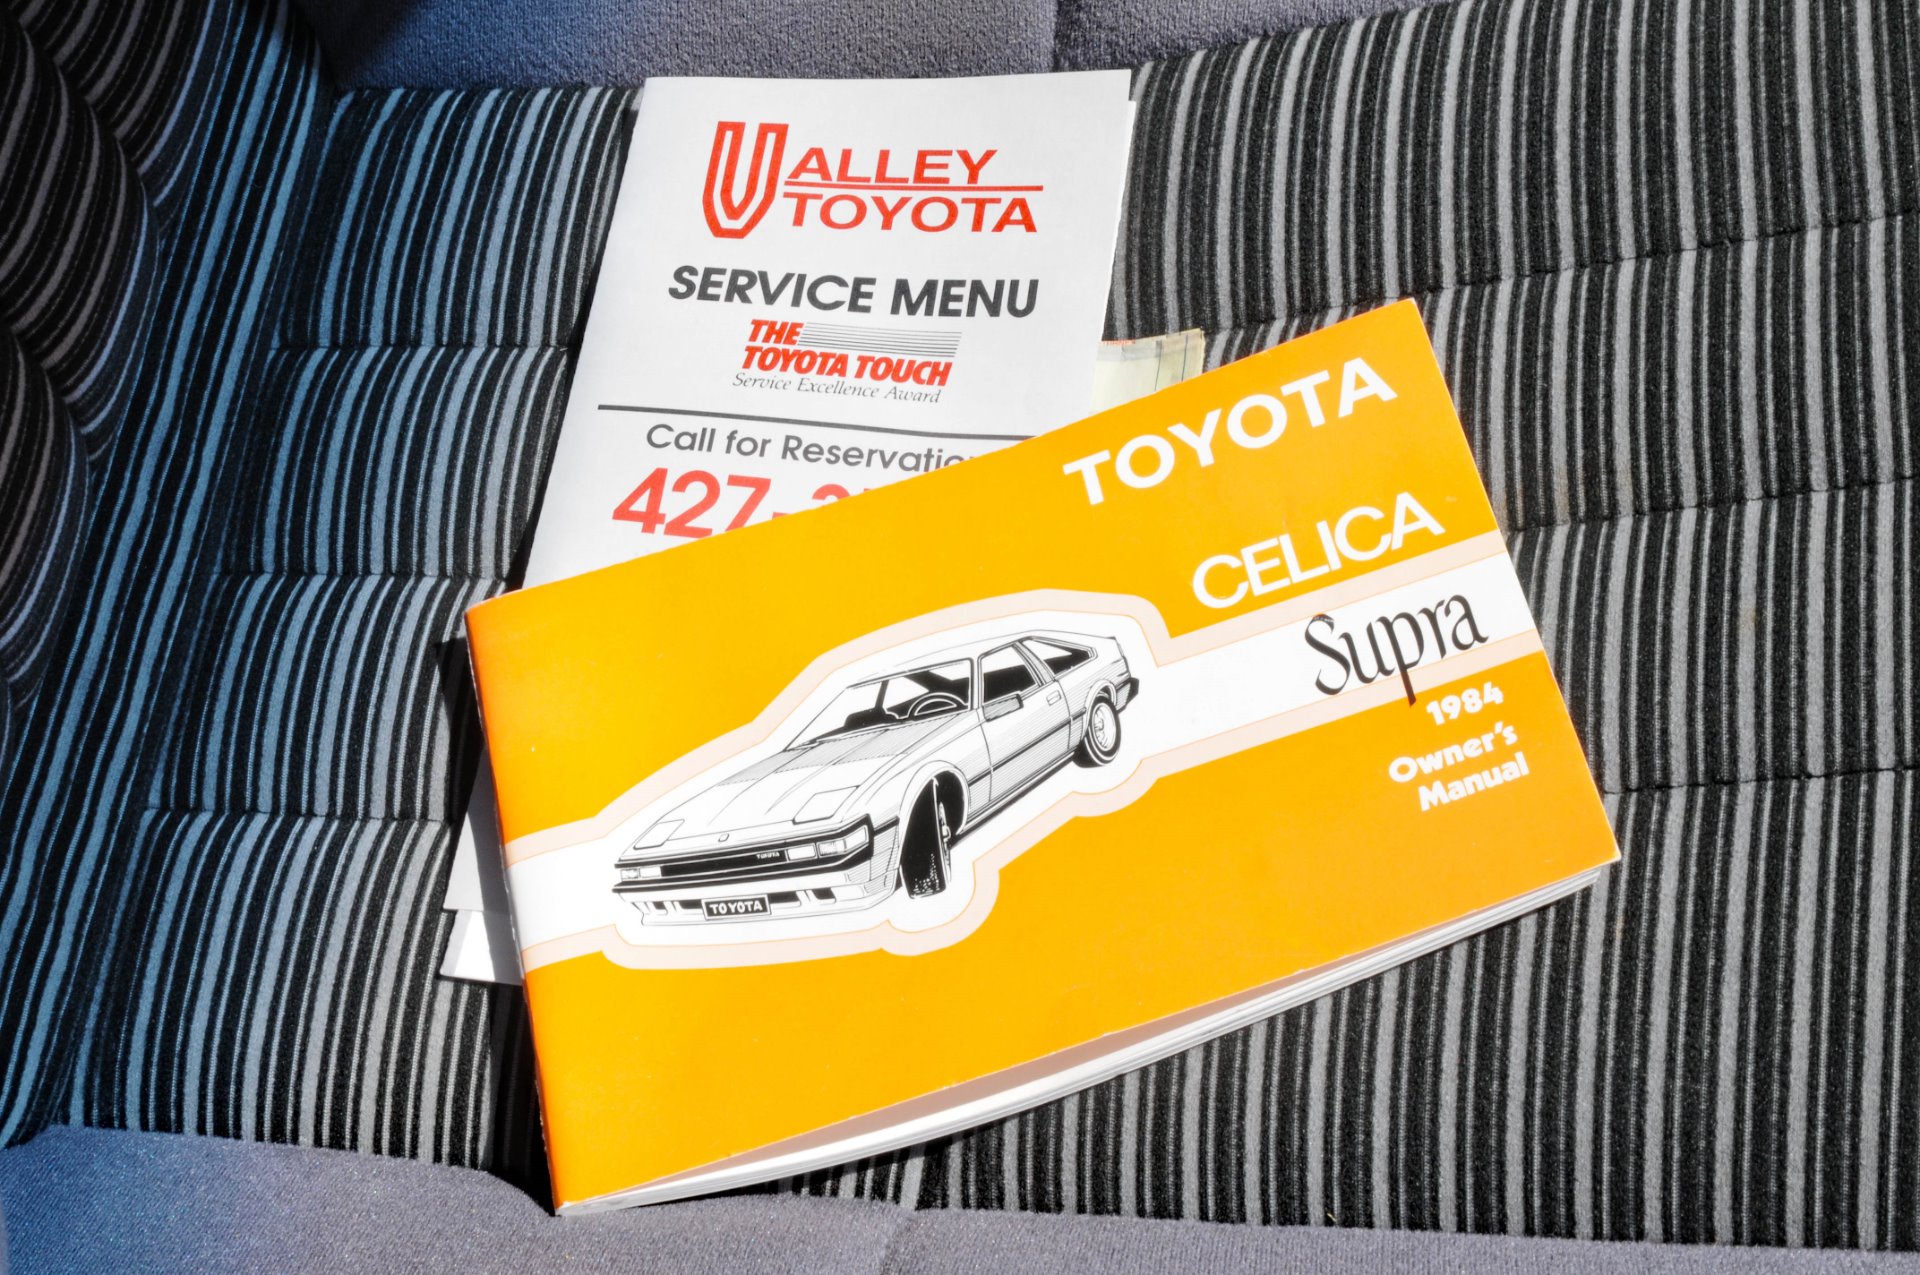 VALLEY
TOYOTA
SERVICE MENU
THE
TOYOTA TOUCH
Service Excellence Award
Call for
427-
TOYOTA
CELICA
Supra
1984
Owner's
Manual
TOYOTA
TOYOTA